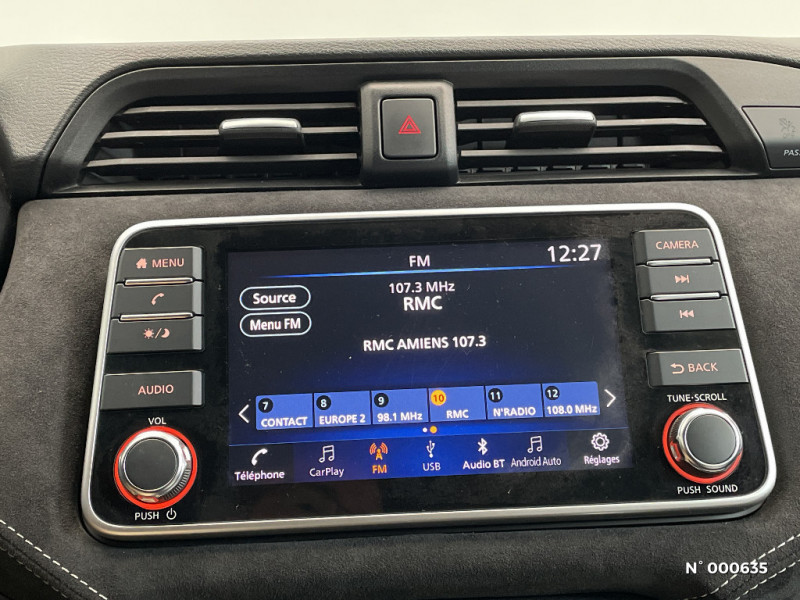 FM
12:27
107.3 MHz
RMC
Source
Menu FM
RMC AMIENS 107.3
7 CONTACT
8 EUROPE 2
9 98.1 MHz
10 RMC
11 N'RADIO
12 108.0 MHz
Téléphone
CarPlay
FM
USB
Audio BT
Android Auto
Réglages
MENU
AUDIO
VOL
PUSH
CAMERA
BACK
TUNE·SCROLL
PUSH SOUND
N° 000635